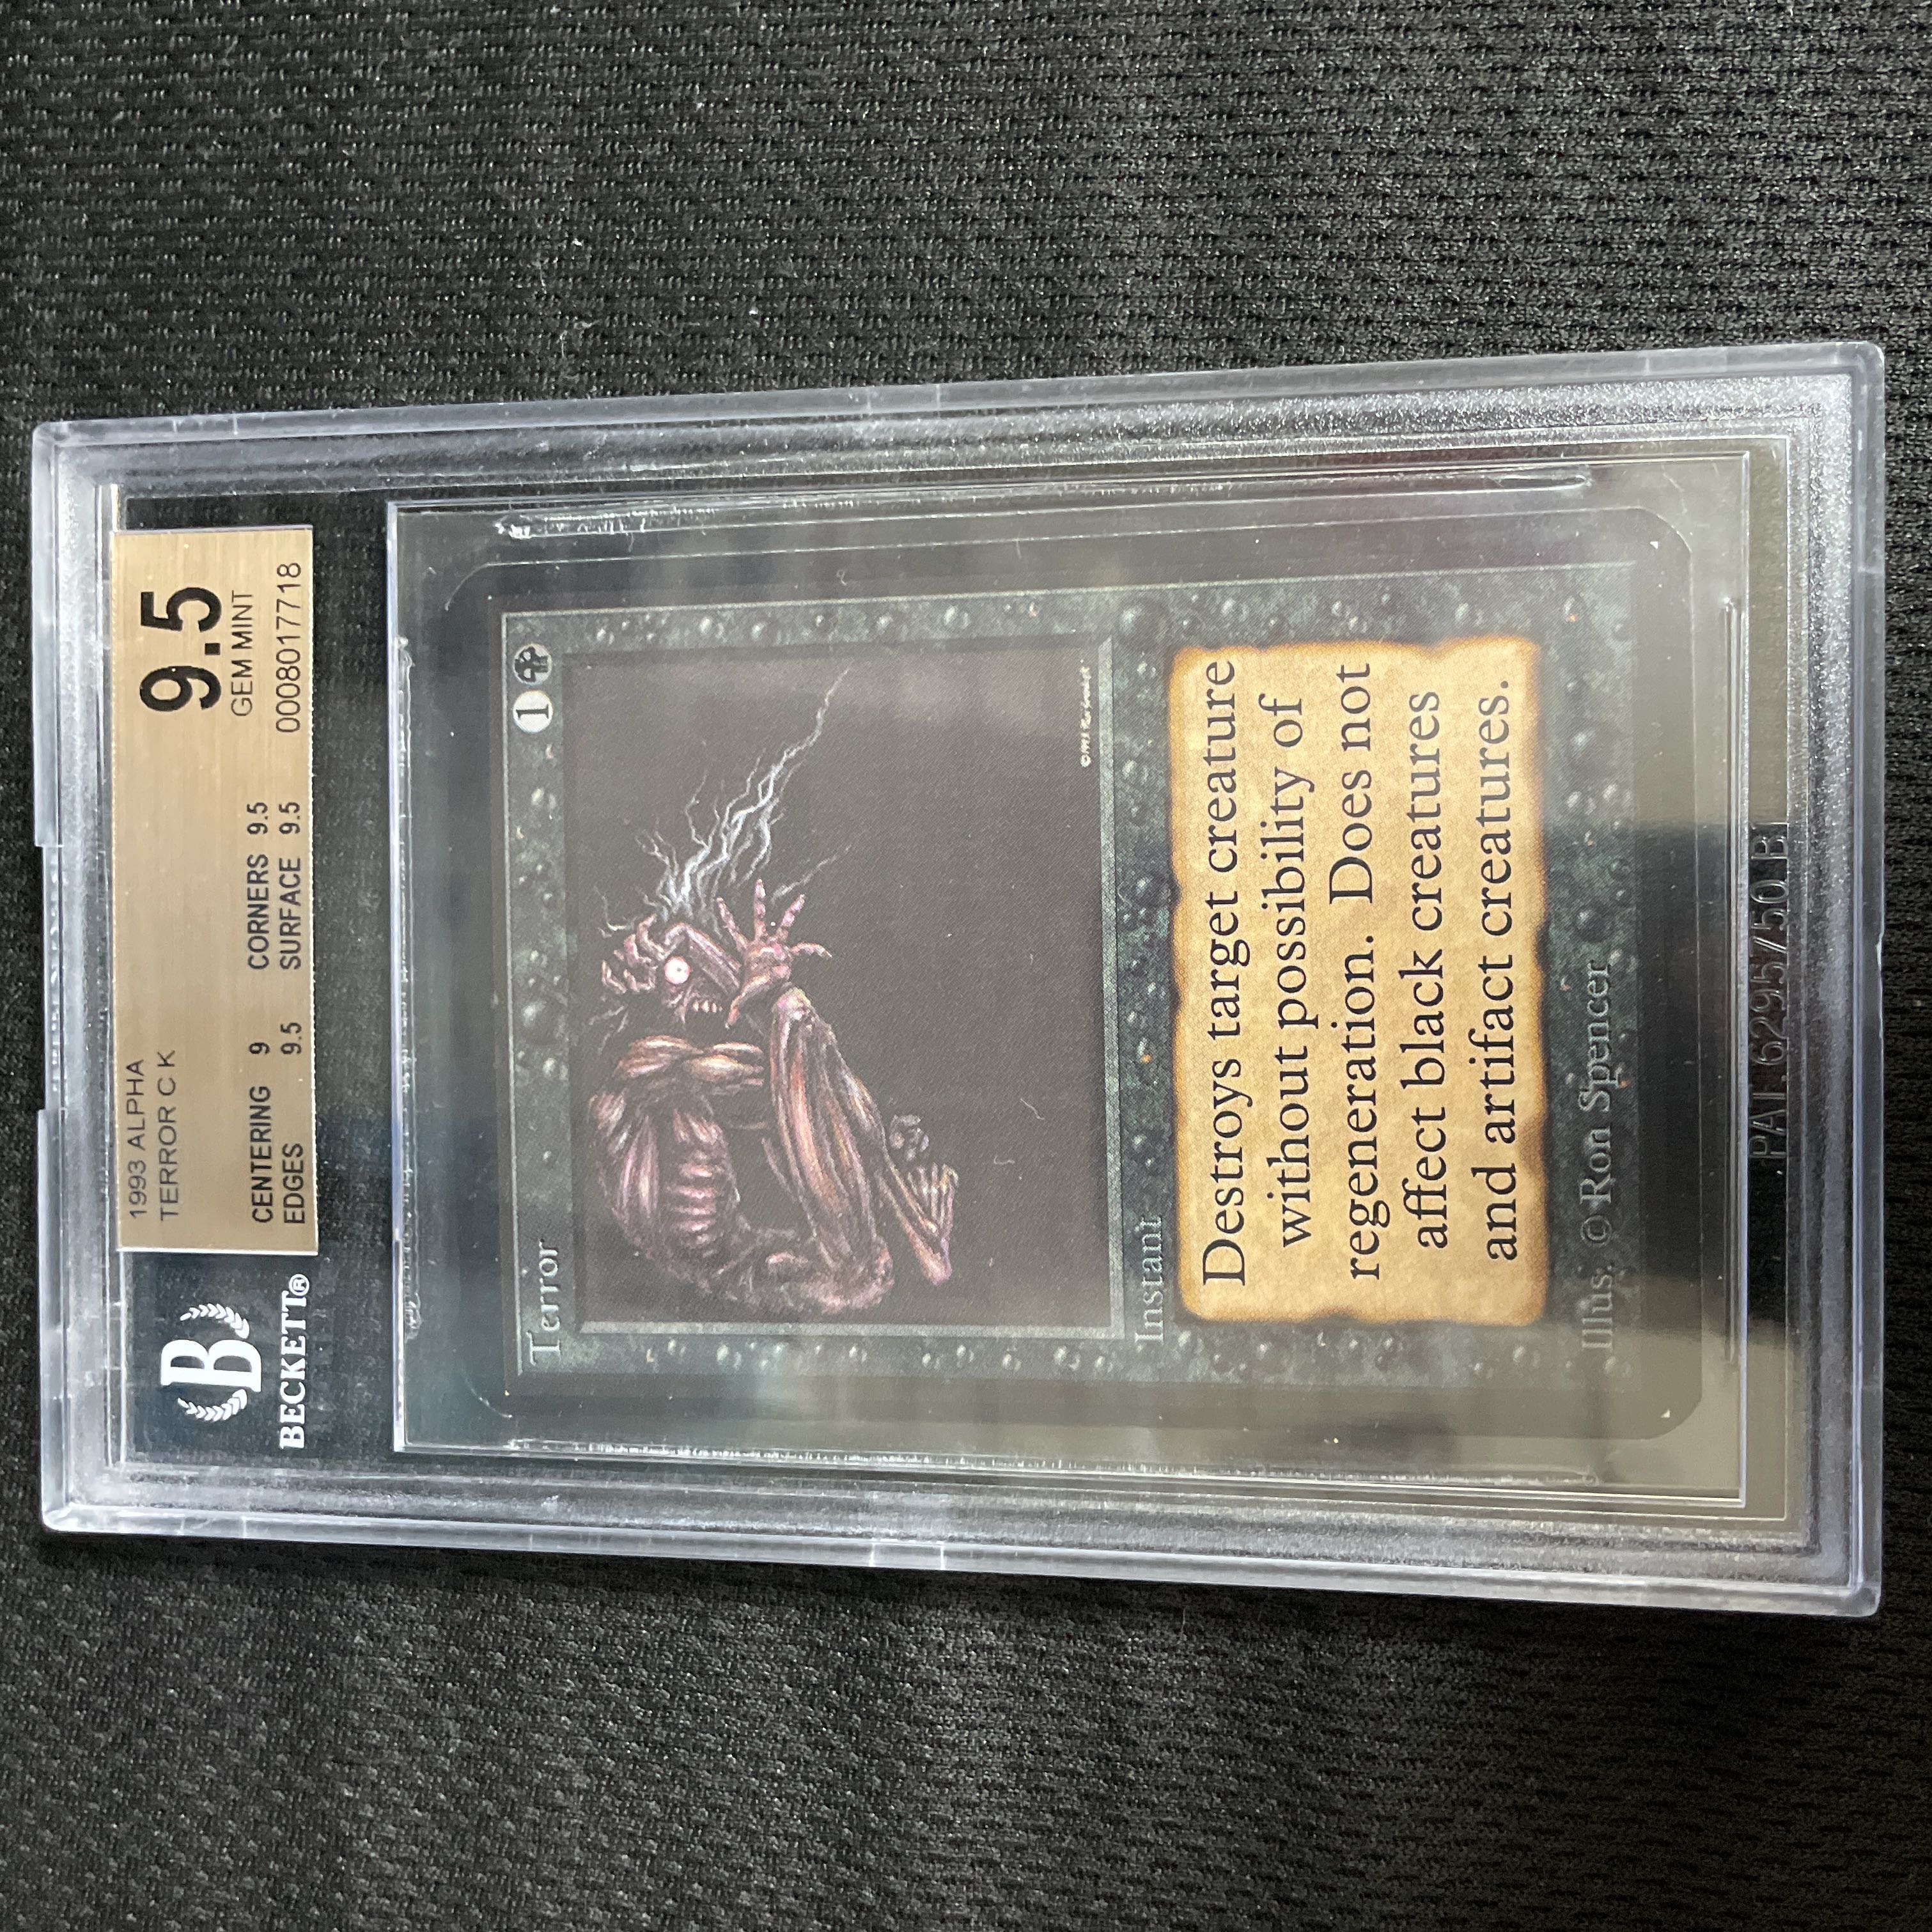 1993 ALPHA
TERROR C K
9.5
GEM MINT
CENTERING 9 CORNERS 9.5
EDGES 9.5 SURFACE 9.5
0008017718
B
BECKETT®
Terror 1
Instant
Destroys target creature
without possibility of
regeneration. Does not
affect black creatures
and artifact creatures.
Illus. © Ron Spencer